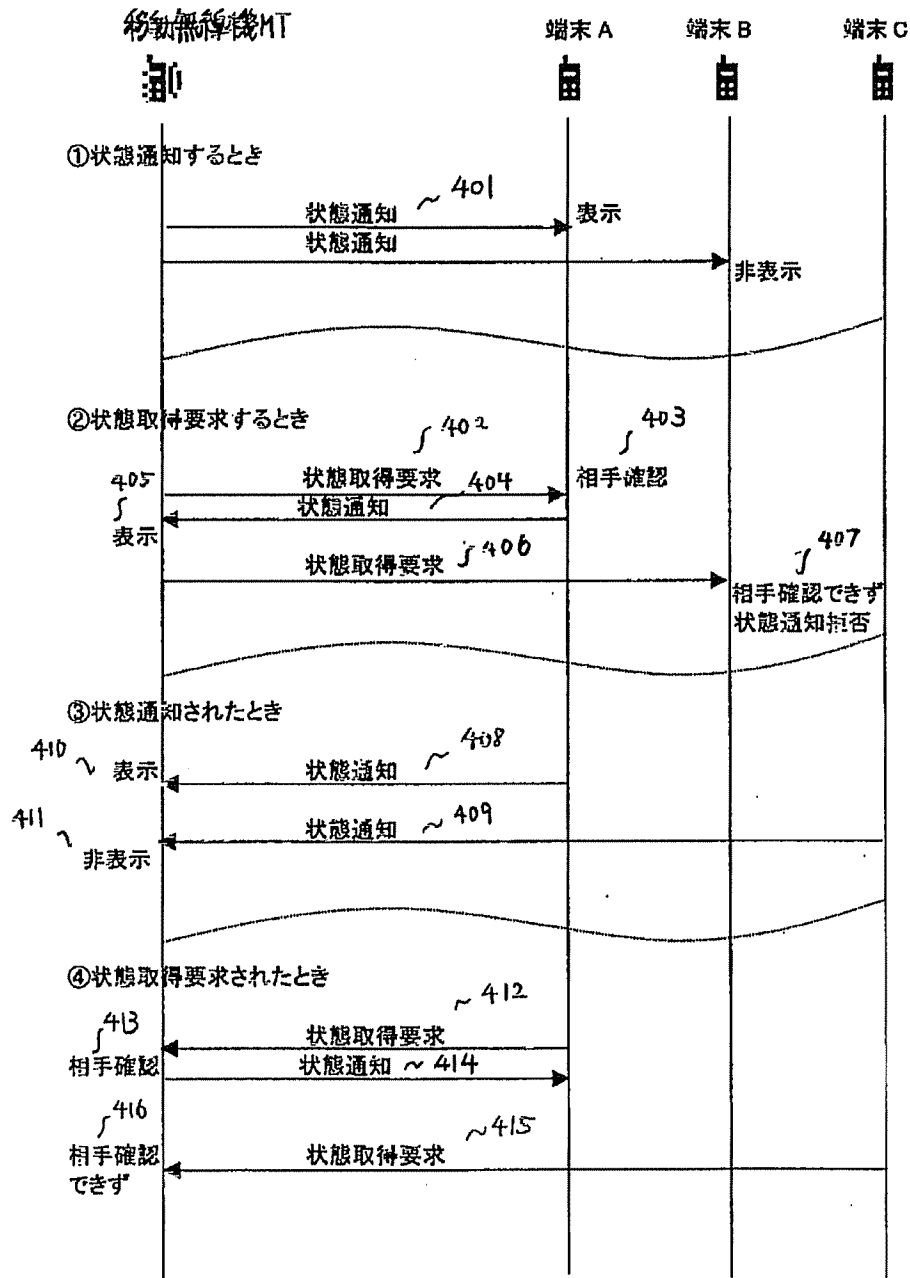 移動無線機MT
端末A
端末B
端末C
①状態通知するとき
状態通知 ~401
表示
状態通知
非表示
②状態取得要求するとき
402
403
状態取得要求
相手確認
405
404
状態通知
表示
406
状態取得要求
407
相手確認できず
状態通知拒否
③状態通知されたとき
408
410
表示
状態通知
411
409
状態通知
非表示
④状態取得要求されたとき
412
413
状態取得要求
相手確認
状態通知 ~414
416
415
相手確認
できず
状態取得要求